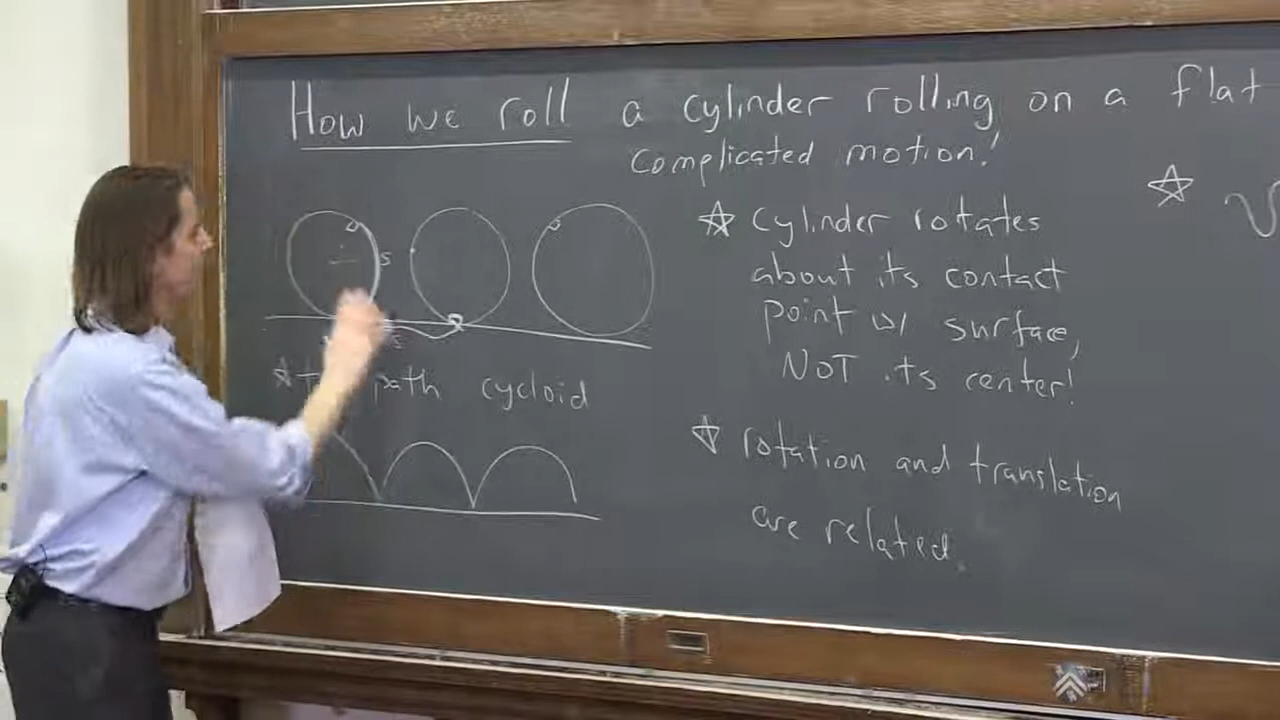 How we roll a cylinder rolling on a flat
complicated motion!
☆ cylinder rotates
about its contact
point w/ surface,
NOT its center!
☆ rotation and translation
are related.
s
s
☆ path cycloid
☆